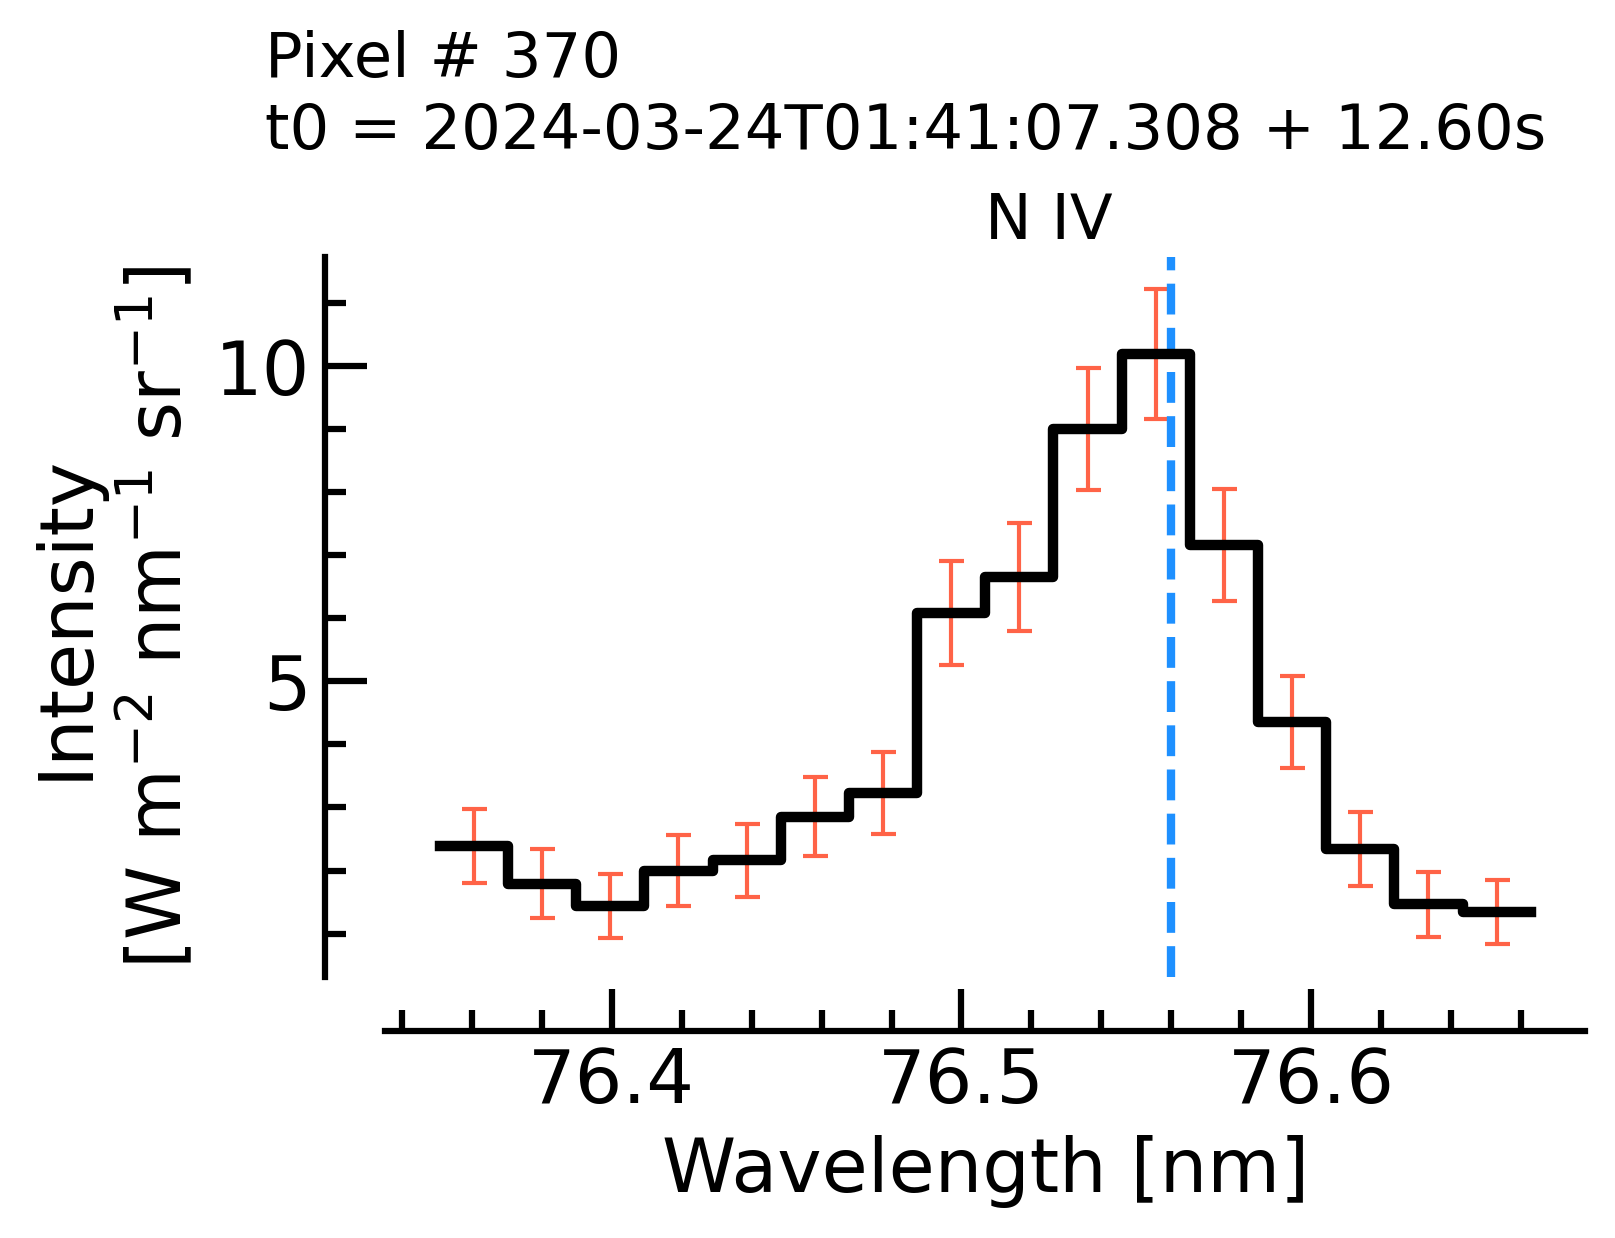 Pixel # 370
t0 = 2024-03-24T01:41:07.308 + 12.60s
N IV
Intensity
[W m⁻² nm⁻¹ sr⁻¹]
10
5
76.4 76.5 76.6
Wavelength [nm]